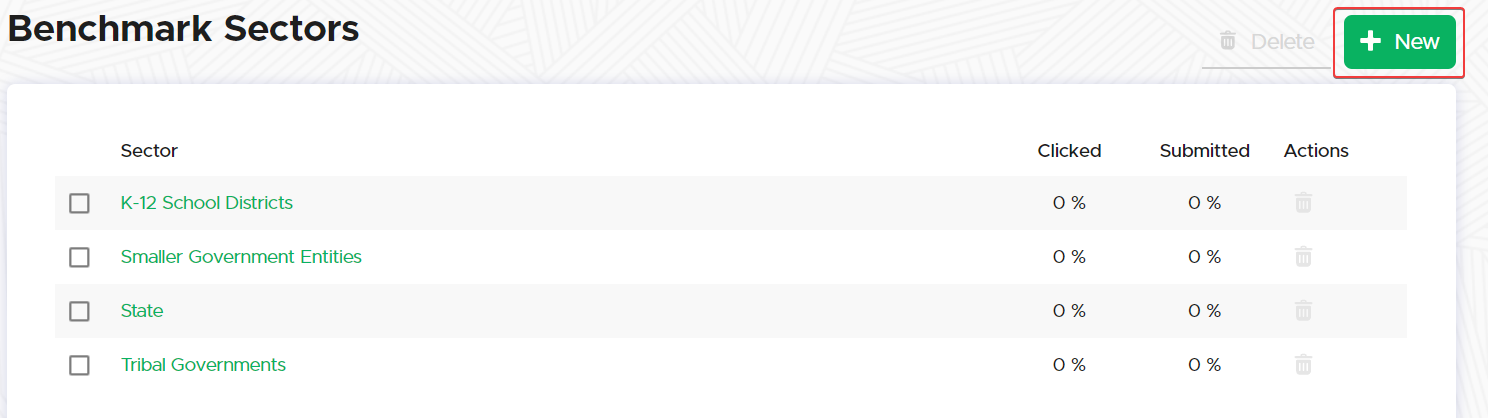 Benchmark Sectors
Delete
New
Sector Clicked Submitted Actions
K-12 School Districts 0 % 0 %
Smaller Government Entities 0 % 0 %
State 0 % 0 %
Tribal Governments 0 % 0 %